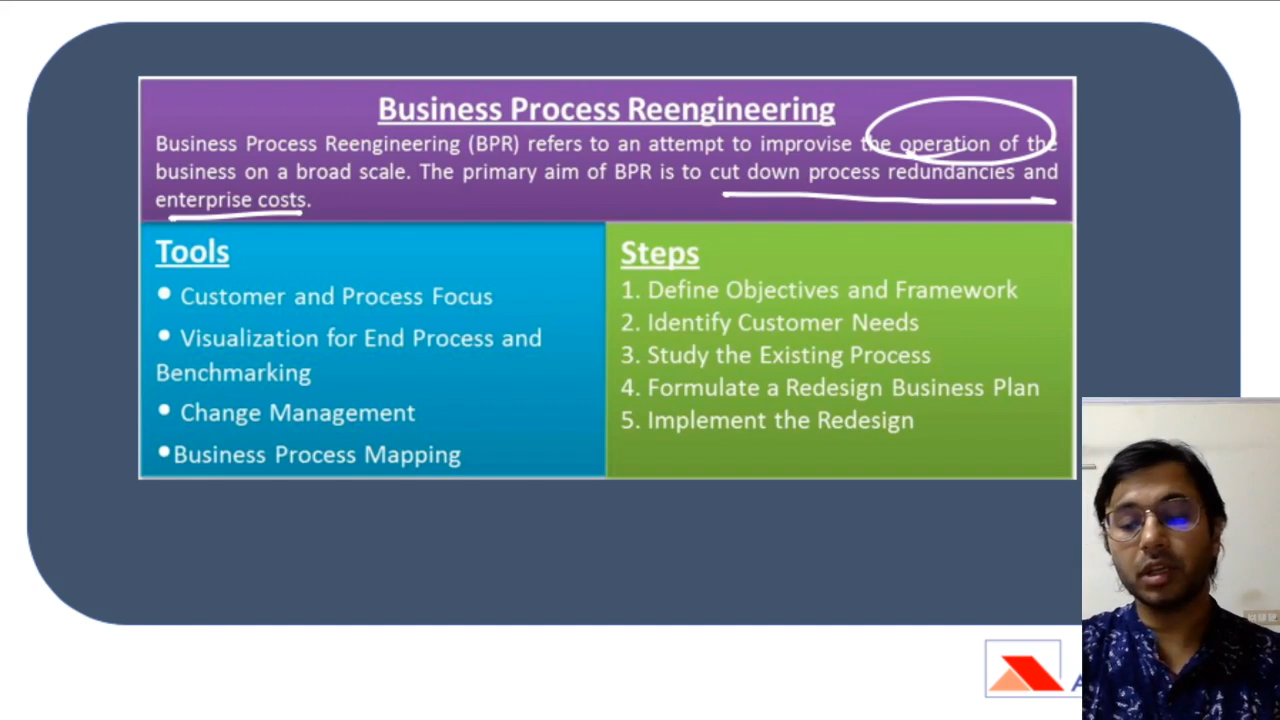 Business Process Reengineering
Business Process Reengineering (BPR) refers to an attempt to improvise the operation of the
business on a broad scale. The primary aim of BPR is to cut down process redundancies and
enterprise costs.
Tools
• Customer and Process Focus
• Visualization for End Process and
Benchmarking
• Change Management
•Business Process Mapping
Steps
1. Define Objectives and Framework
2. Identify Customer Needs
3. Study the Existing Process
4. Formulate a Redesign Business Plan
5. Implement the Redesign